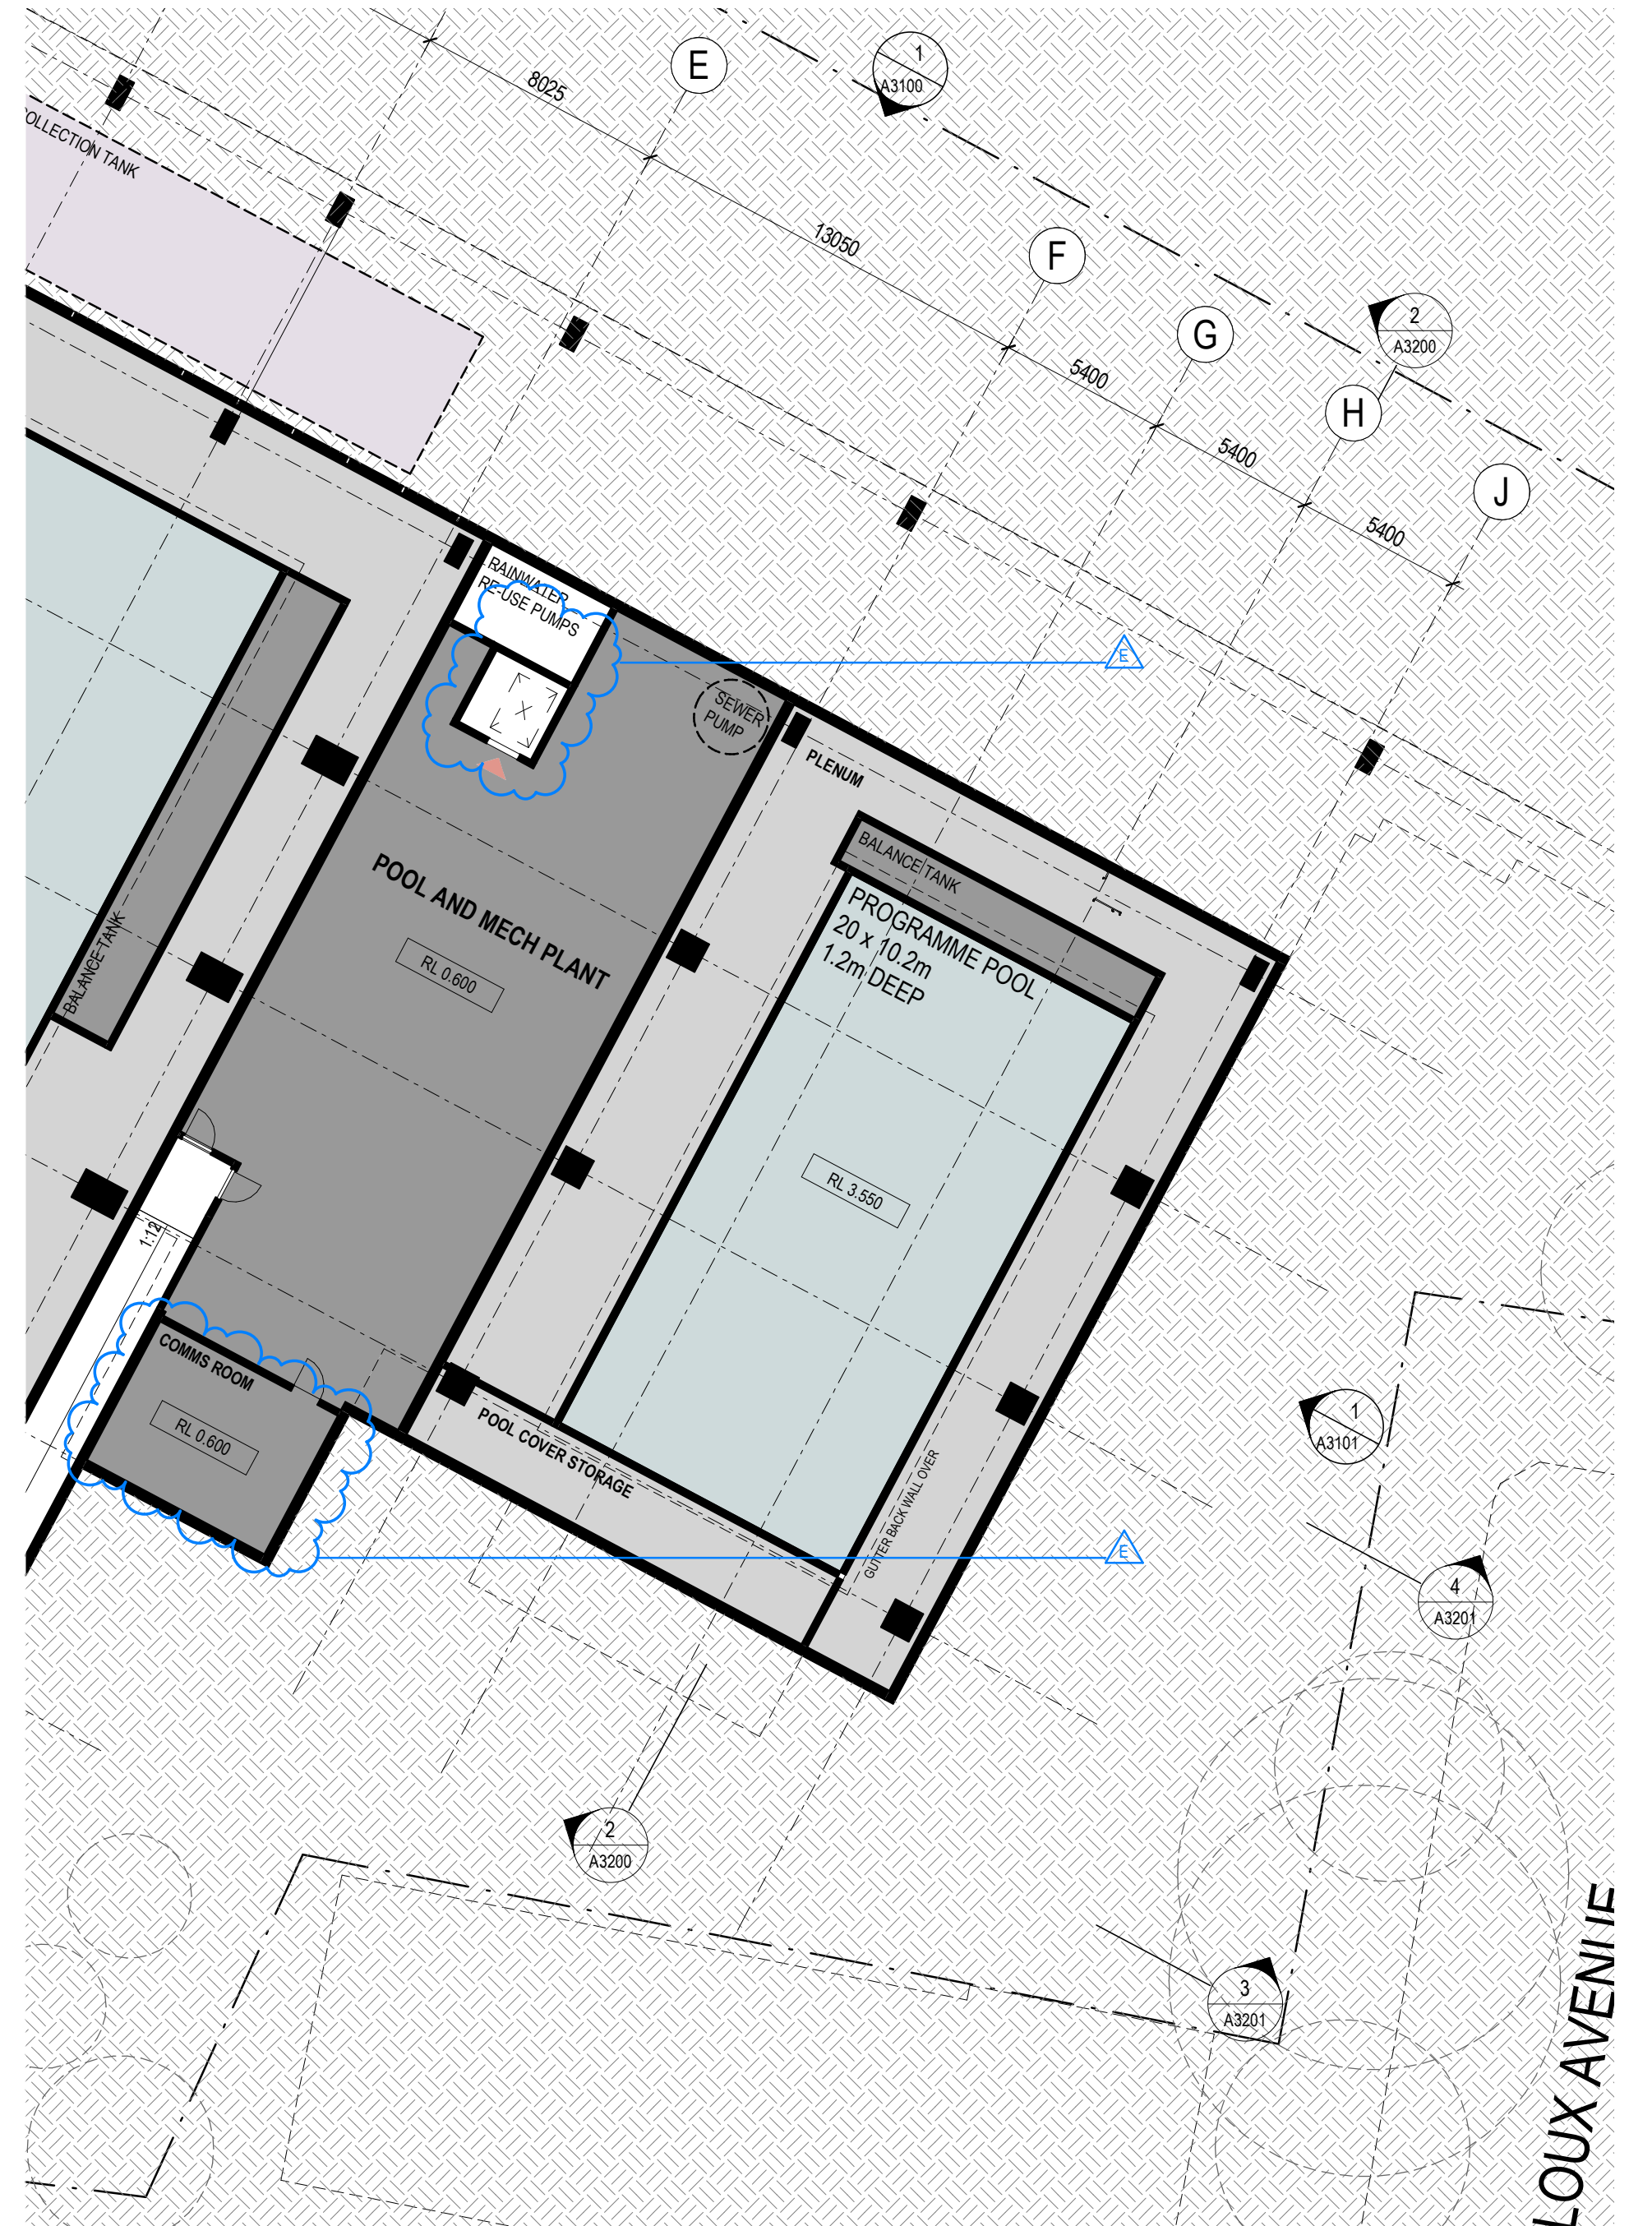 E
1
A3100
8025
COLLECTION TANK
13050
F
G
2
A3200
5400
H
5400
J
5400
RAINWATER
RE-USE PUMPS
E
SEWER
PUMP
PLENUM
POOL AND MECH PLANT
RL 0.600
BALANCE TANK
PROGRAMME POOL
20 x 10.2m
1.2m DEEP
BALANCE TANK
RL 3.550
1:12
COMMS ROOM
RL 0.600
POOL COVER STORAGE
GUTTER BACK WALL OVER
E
1
A3101
4
A3201
2
A3200
3
A3201
LOUX AVENUE